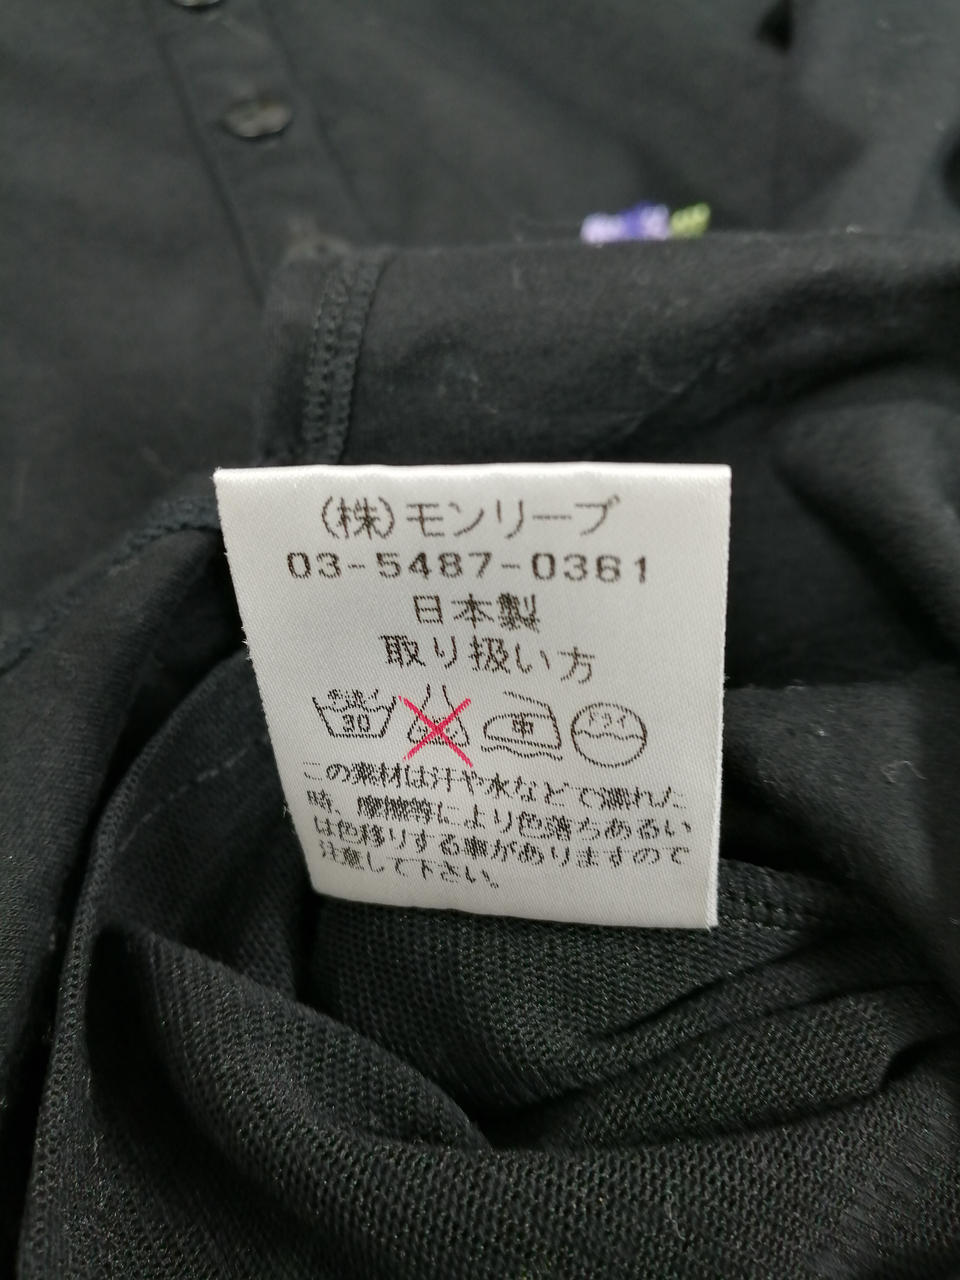 (株)モンリーブ
03-5487-0361
日本製
取り扱い方
手洗イ 30 中 ドライ
この素材は汗や水などで濡れた
時、摩擦等により色落ちあるい
は色移りする事がありますので
注意して下さい。